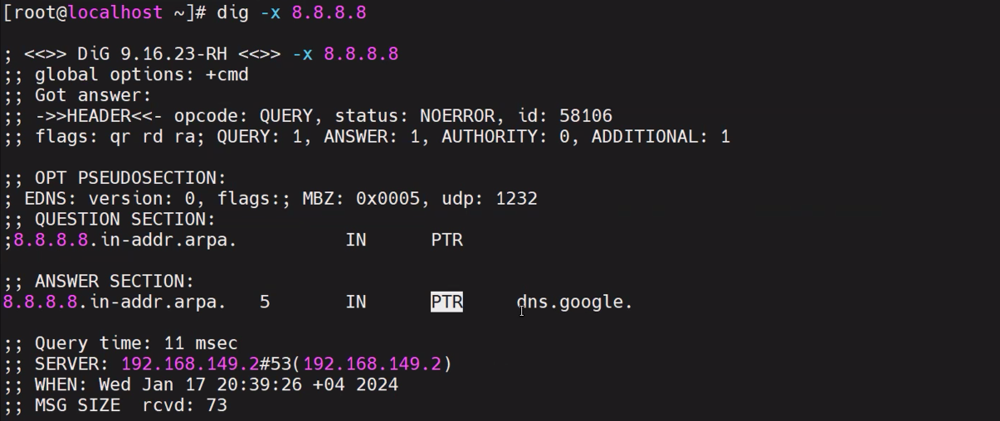 [root@localhost ~]# dig -x 8.8.8.8

; <<>> DiG 9.16.23-RH <<>> -x 8.8.8.8
;; global options: +cmd
;; Got answer:
;; ->>HEADER<<- opcode: QUERY, status: NOERROR, id: 58106
;; flags: qr rd ra; QUERY: 1, ANSWER: 1, AUTHORITY: 0, ADDITIONAL: 1

;; OPT PSEUDOSECTION:
; EDNS: version: 0, flags:; MBZ: 0x0005, udp: 1232
;; QUESTION SECTION:
;8.8.8.8.in-addr.arpa.          IN      PTR

;; ANSWER SECTION:
8.8.8.8.in-addr.arpa.   5       IN      PTR     dns.google.

;; Query time: 11 msec
;; SERVER: 192.168.149.2#53(192.168.149.2)
;; WHEN: Wed Jan 17 20:39:26 +04 2024
;; MSG SIZE  rcvd: 73